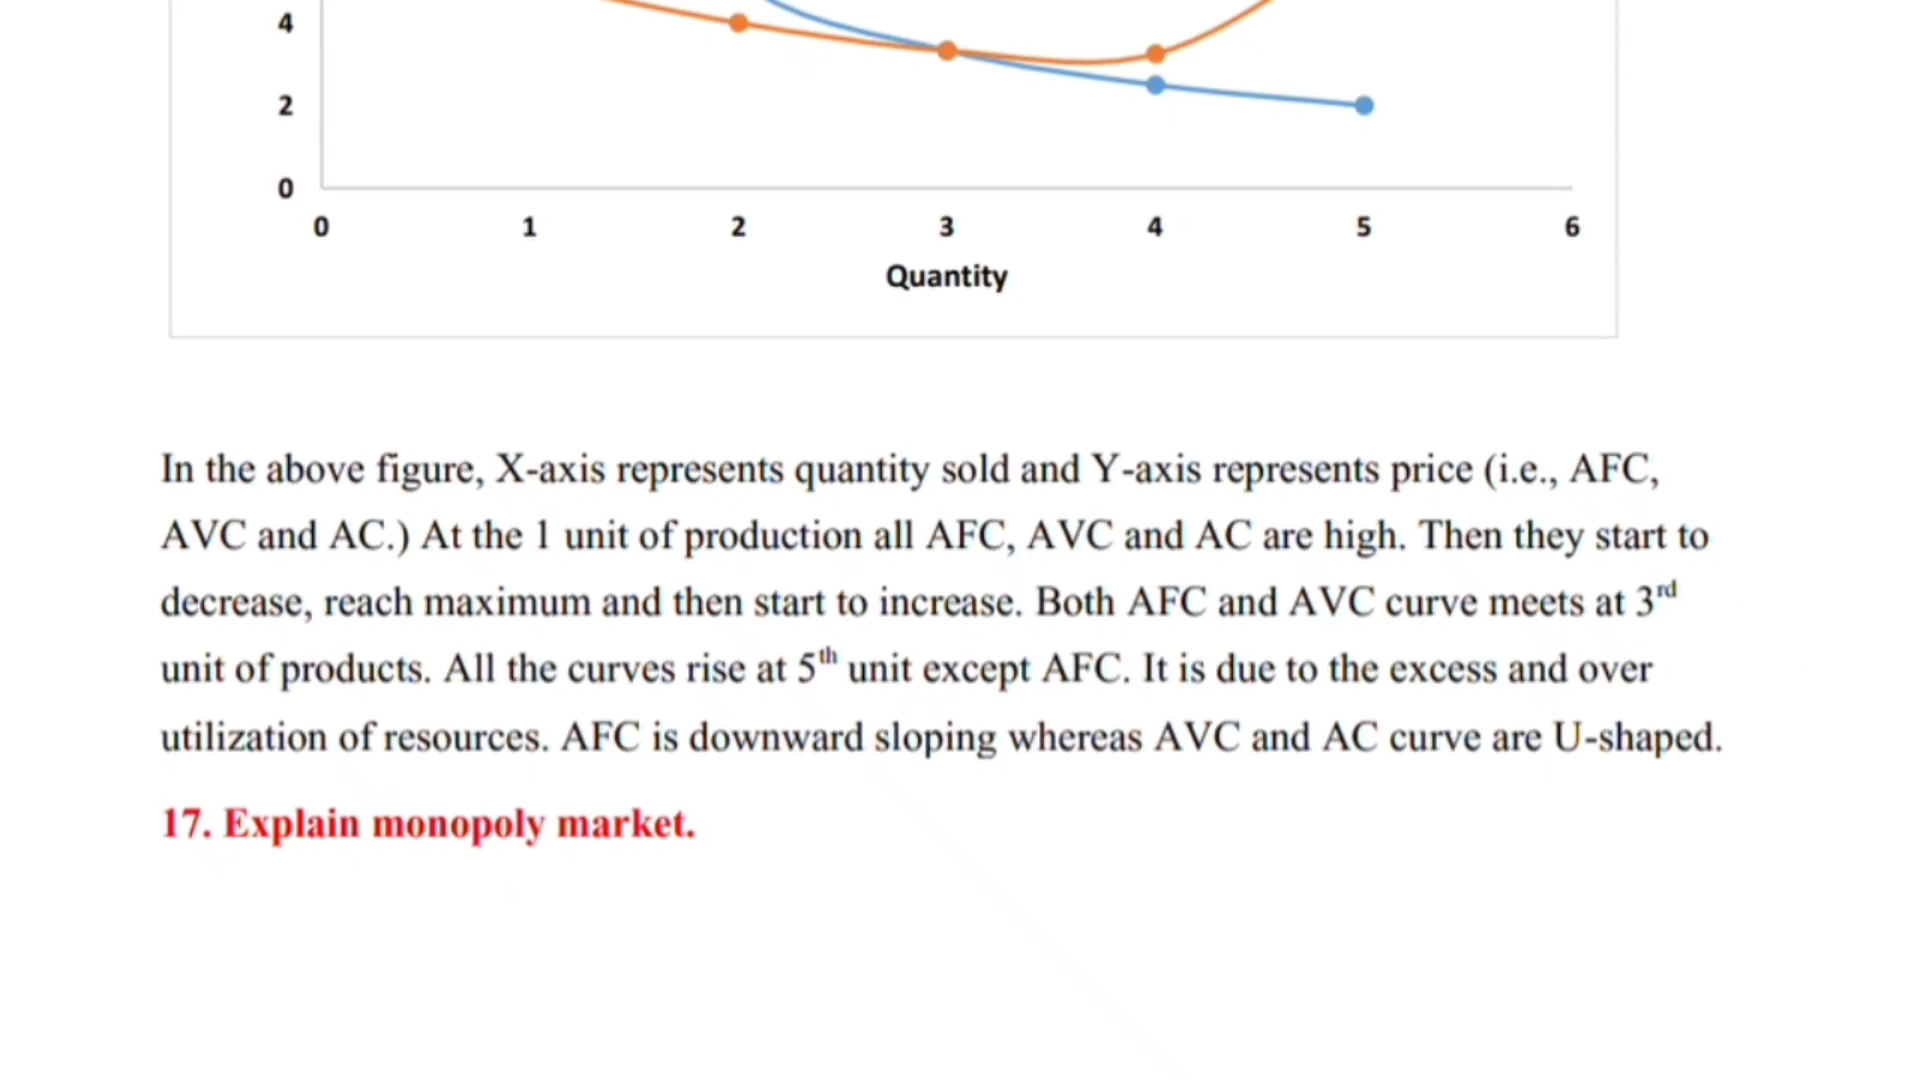 4
2
0
0 1 2 3 4 5 6
Quantity
In the above figure, X-axis represents quantity sold and Y-axis represents price (i.e., AFC,
AVC and AC.) At the 1 unit of production all AFC, AVC and AC are high. Then they start to
decrease, reach maximum and then start to increase. Both AFC and AVC curve meets at 3rd
unit of products. All the curves rise at 5th unit except AFC. It is due to the excess and over
utilization of resources. AFC is downward sloping whereas AVC and AC curve are U-shaped.
17. Explain monopoly market.